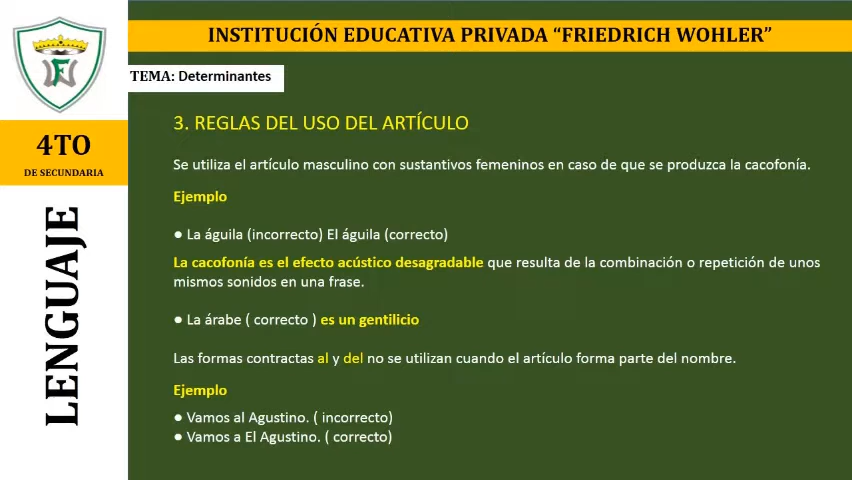 INSTITUCIÓN EDUCATIVA PRIVADA “FRIEDRICH WOHLER”
TEMA: Determinantes
4TO
DE SECUNDARIA
LENGUAJE
3. REGLAS DEL USO DEL ARTÍCULO
Se utiliza el artículo masculino con sustantivos femeninos en caso de que se produzca la cacofonía.
Ejemplo
● La águila (incorrecto) El águila (correcto)
La cacofonía es el efecto acústico desagradable que resulta de la combinación o repetición de unos
mismos sonidos en una frase.
● La árabe ( correcto ) es un gentilicio
Las formas contractas al y del no se utilizan cuando el artículo forma parte del nombre.
Ejemplo
● Vamos al Agustino. ( incorrecto)
● Vamos a El Agustino. ( correcto)